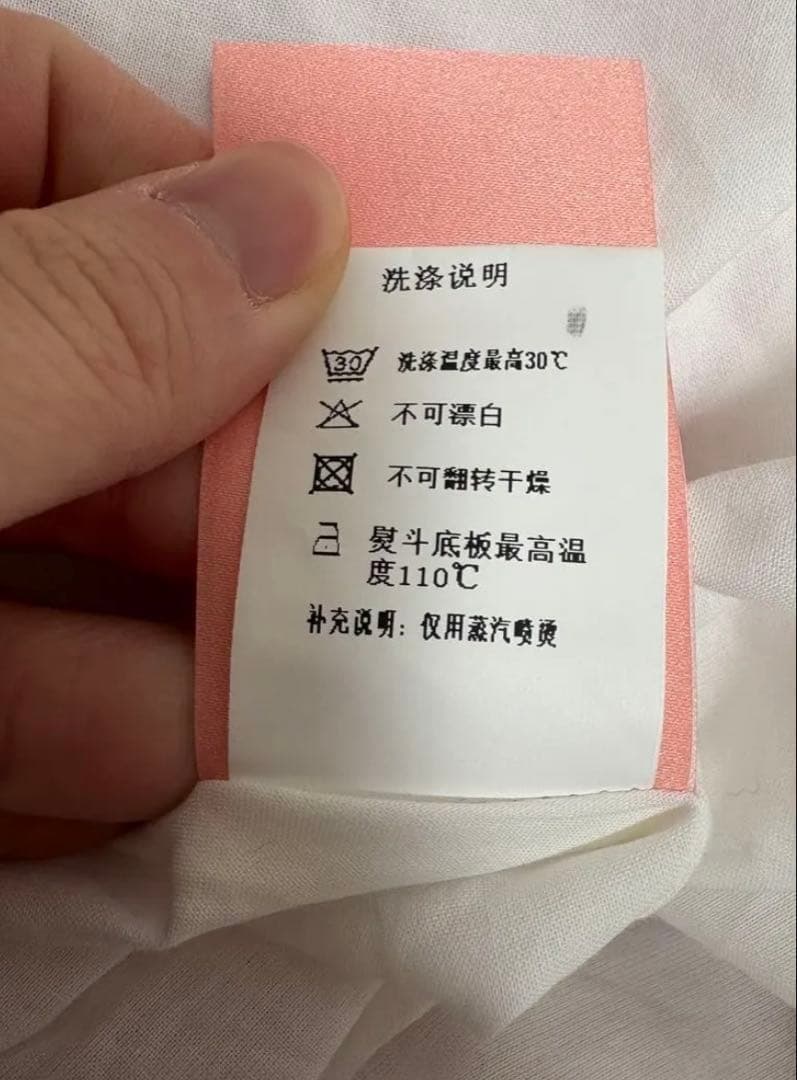 洗涤说明
30 洗涤温度最高30℃
不可漂白
不可翻转干燥
熨斗底板最高温
度110℃
补充说明：仅用蒸汽喷烫